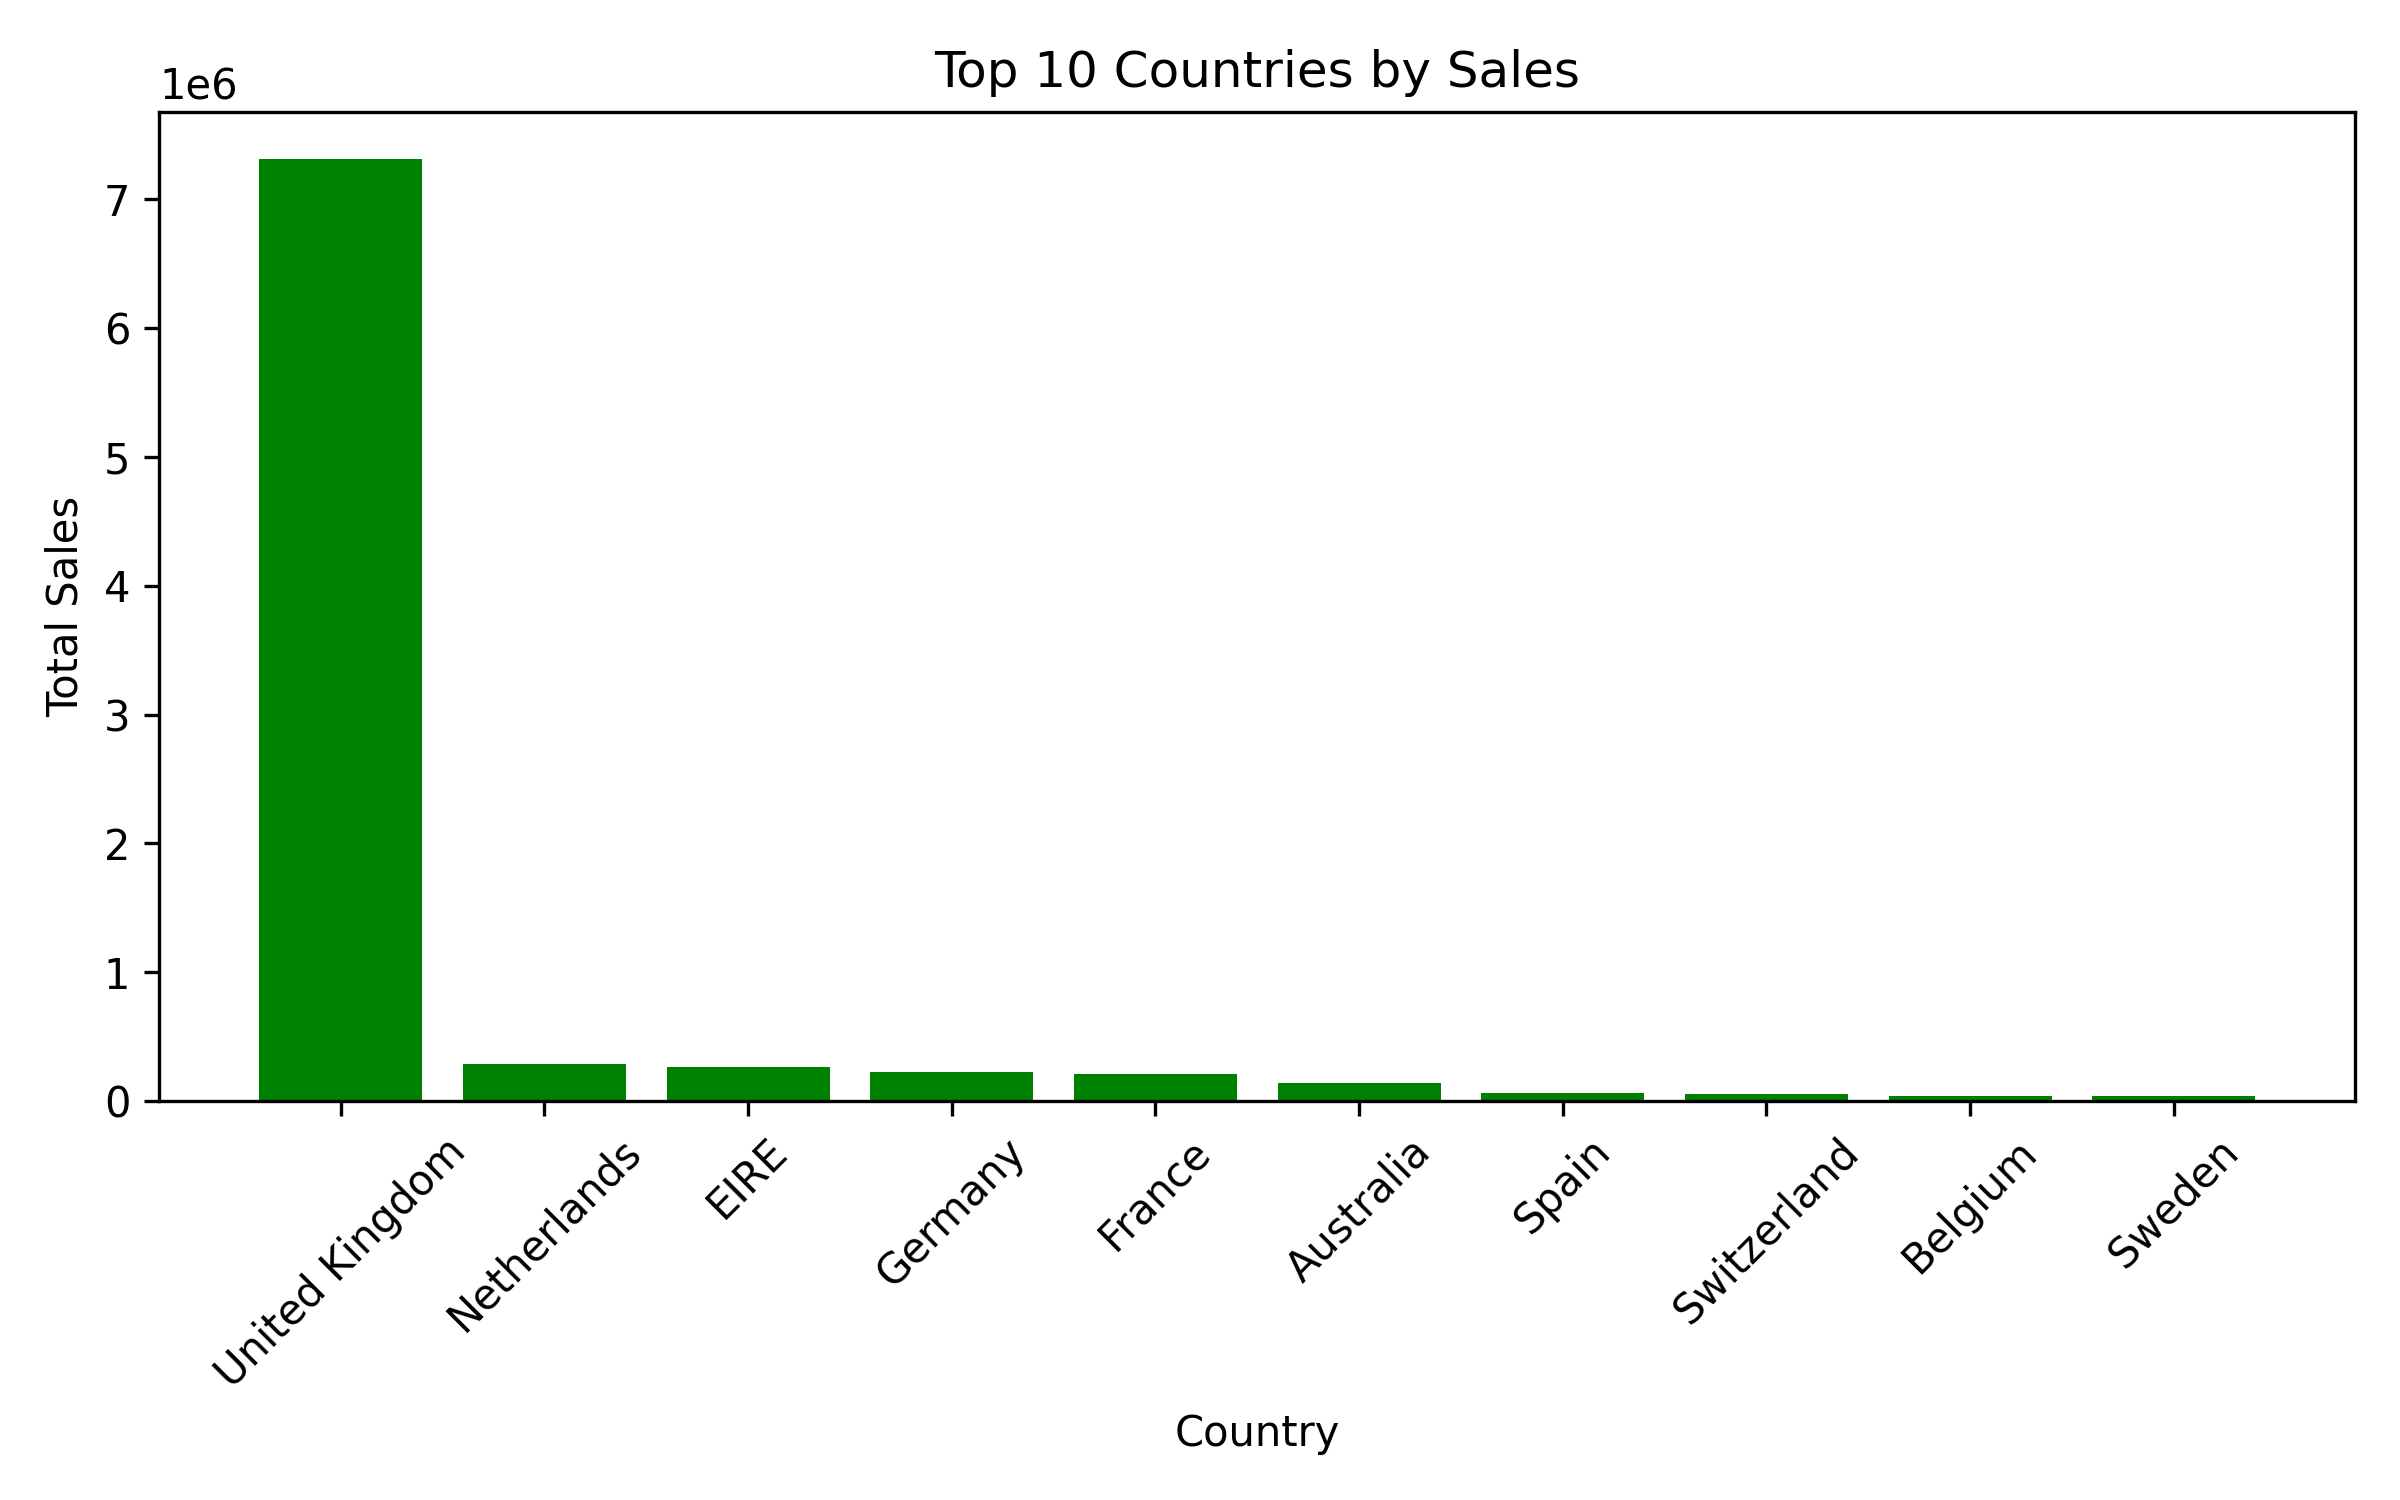 Top 10 Countries by Sales
1e6
7
6
5
4
3
2
1
0
Total Sales
United Kingdom
Netherlands
EIRE
Germany
France
Australia
Spain
Switzerland
Belgium
Sweden
Country